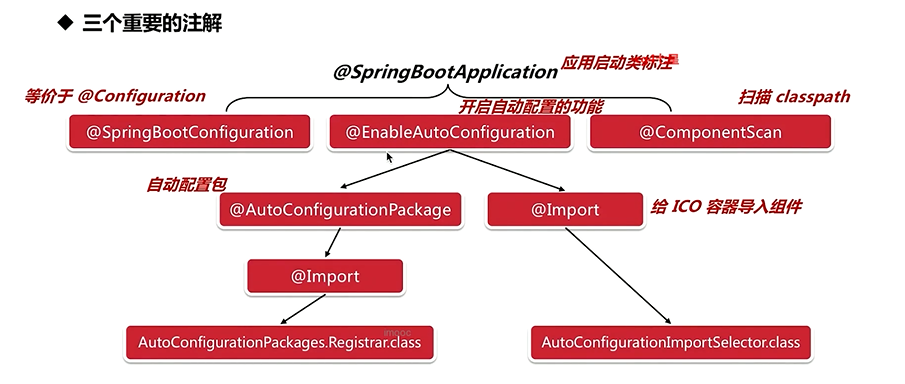 ◆ 三个重要的注解
@SpringBootApplication 应用启动类标注
等价于 @Configuration
开启自动配置的功能
扫描 classpath
@SpringBootConfiguration
@EnableAutoConfiguration
@ComponentScan
自动配置包
@AutoConfigurationPackage
@Import
给 ICO 容器导入组件
@Import
AutoConfigurationPackages.Registrar.class
imooc
AutoConfigurationImportSelector.class